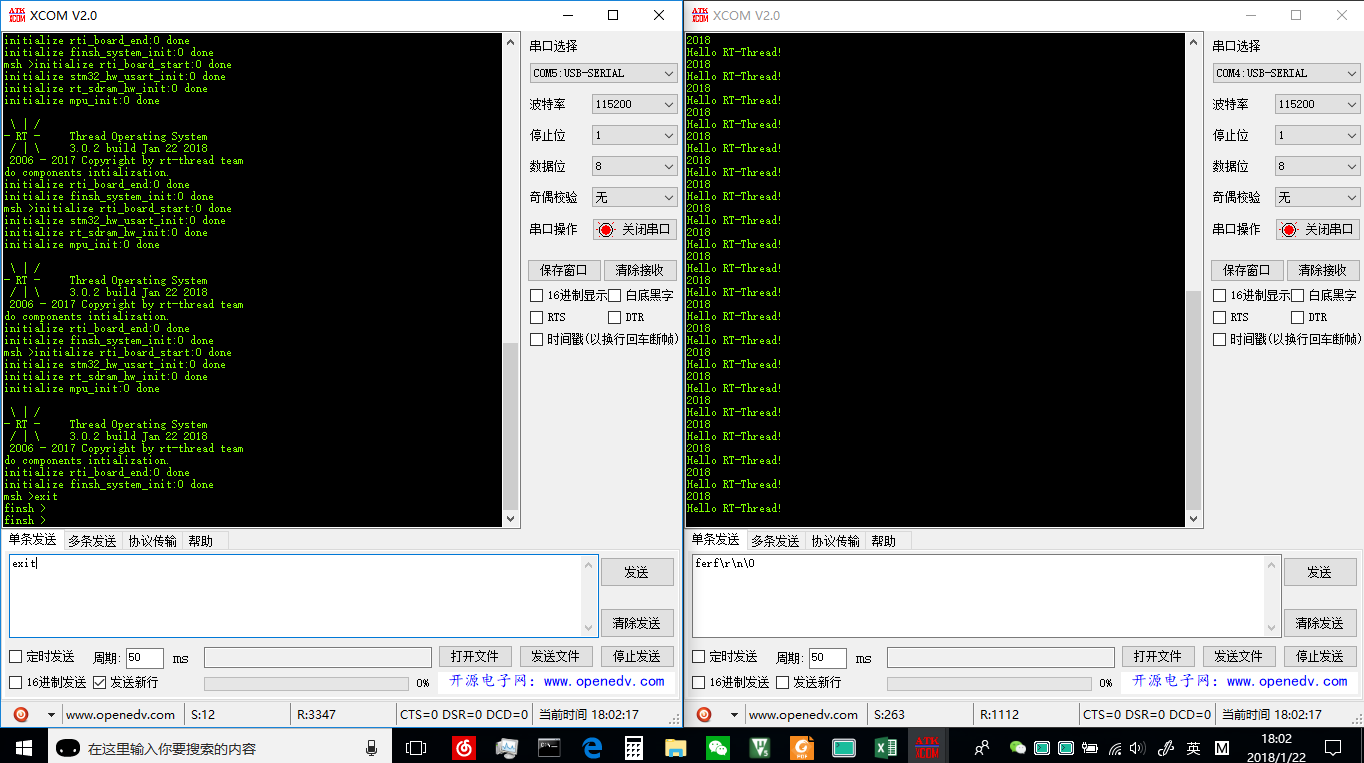 XCOM V2.0
initialize rti_board_end:0 done
initialize finsh_system_init:0 done
msh >initialize rti_board_start:0 done
initialize stm32_hw_usart_init:0 done
initialize rt_sdram_hw_init:0 done
initialize mpu_init:0 done
\ | /
- RT -     Thread Operating System
/ | \     3.0.2 build Jan 22 2018
2006 - 2017 Copyright by rt-thread team
do components intialization.
initialize rti_board_end:0 done
initialize finsh_system_init:0 done
msh >initialize rti_board_start:0 done
initialize stm32_hw_usart_init:0 done
initialize rt_sdram_hw_init:0 done
initialize mpu_init:0 done
\ | /
- RT -     Thread Operating System
/ | \     3.0.2 build Jan 22 2018
2006 - 2017 Copyright by rt-thread team
do components intialization.
initialize rti_board_end:0 done
initialize finsh_system_init:0 done
msh >initialize rti_board_start:0 done
initialize stm32_hw_usart_init:0 done
initialize rt_sdram_hw_init:0 done
initialize mpu_init:0 done
\ | /
- RT -     Thread Operating System
/ | \     3.0.2 build Jan 22 2018
2006 - 2017 Copyright by rt-thread team
do components intialization.
initialize rti_board_end:0 done
initialize finsh_system_init:0 done
msh >exit
finsh >
finsh >
串口选择
COM5:USB-SERIAL
波特率 115200
停止位 1
数据位 8
奇偶校验 无
串口操作 关闭串口
保存窗口 清除接收
16进制显示 白底黑字
RTS DTR
时间戳(以换行回车断帧)
单条发送 多条发送 协议传输 帮助
exit
发送
清除发送
定时发送 周期: 50 ms 打开文件 发送文件 停止发送
16进制发送 发送新行 0% 开源电子网: www.openedv.com
www.openedv.com S:12 R:3347 CTS=0 DSR=0 DCD=0 当前时间 18:02:17
XCOM V2.0
2018
Hello RT-Thread!
2018
Hello RT-Thread!
2018
Hello RT-Thread!
2018
Hello RT-Thread!
2018
Hello RT-Thread!
2018
Hello RT-Thread!
2018
Hello RT-Thread!
2018
Hello RT-Thread!
2018
Hello RT-Thread!
2018
Hello RT-Thread!
2018
Hello RT-Thread!
2018
Hello RT-Thread!
2018
Hello RT-Thread!
2018
Hello RT-Thread!
2018
Hello RT-Thread!
2018
Hello RT-Thread!
2018
Hello RT-Thread!
2018
Hello RT-Thread!
2018
Hello RT-Thread!
2018
Hello RT-Thread!
串口选择
COM4:USB-SERIAL
波特率 115200
停止位 1
数据位 8
奇偶校验 无
串口操作 关闭串口
保存窗口 清除接收
16进制显示 白底黑字
RTS DTR
时间戳(以换行回车断帧)
单条发送 多条发送 协议传输 帮助
ferf\r\n\0
发送
清除发送
定时发送 周期: 50 ms 打开文件 发送文件 停止发送
16进制发送 发送新行 0% 开源电子网: www.openedv.com
www.openedv.com S:263 R:1112 CTS=0 DSR=0 DCD=0 当前时间 18:02:17
在这里输入你要搜索的内容
ATK
XCOM
英
M
18:02
2018/1/22